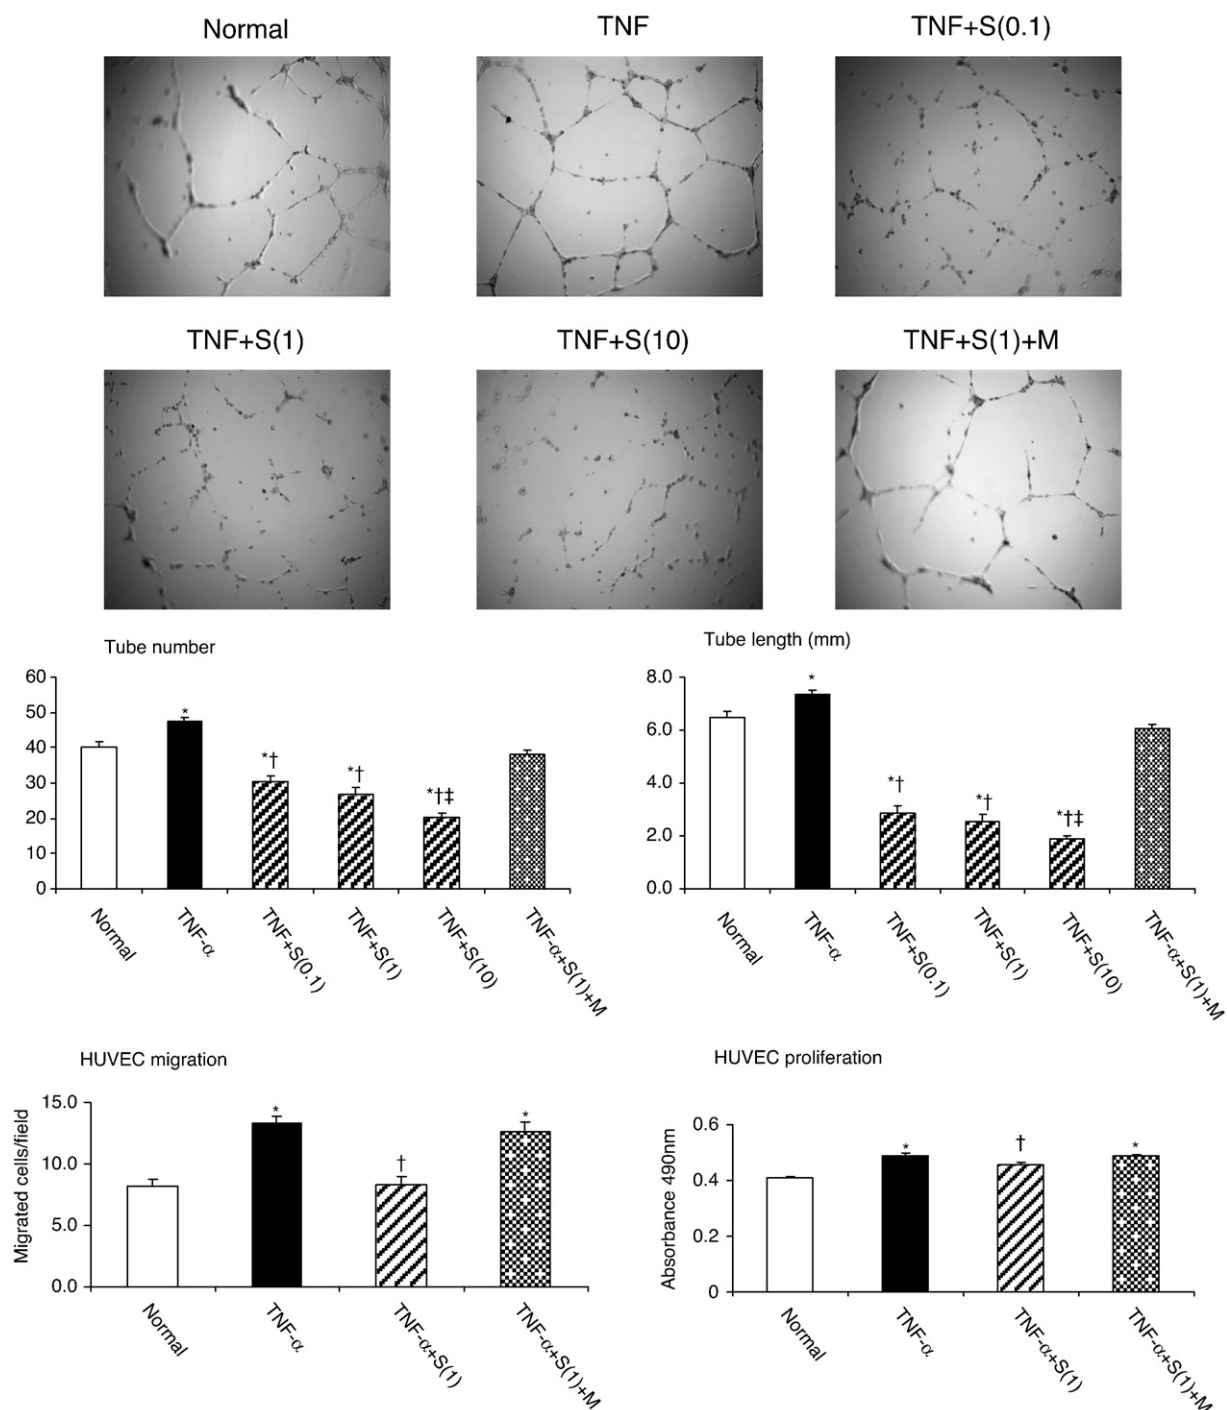 Normal
TNF
TNF+S(0.1)
TNF+S(1)
TNF+S(10)
TNF+S(1)+M
Tube number
60
50
40
30
20
10
0
*
*†
*†
*†‡
Normal
TNF-α
TNF+S(0.1)
TNF+S(1)
TNF+S(10)
TNF-α+S(1)+M
Tube length (mm)
8.0
6.0
4.0
2.0
0.0
*
*†
*†
*†‡
Normal
TNF-α
TNF+S(0.1)
TNF+S(1)
TNF+S(10)
TNF-α+S(1)+M
HUVEC migration
Migrated cells/field
15.0
10.0
5.0
0.0
*
†
*
Normal
TNF-α
TNF-α+S(1)
TNF-α+S(1)+M
HUVEC proliferation
Absorbance 490nm
0.6
0.4
0.2
0
*
†
*
Normal
TNF-α
TNF-α+S(1)
TNF-α+S(1)+M